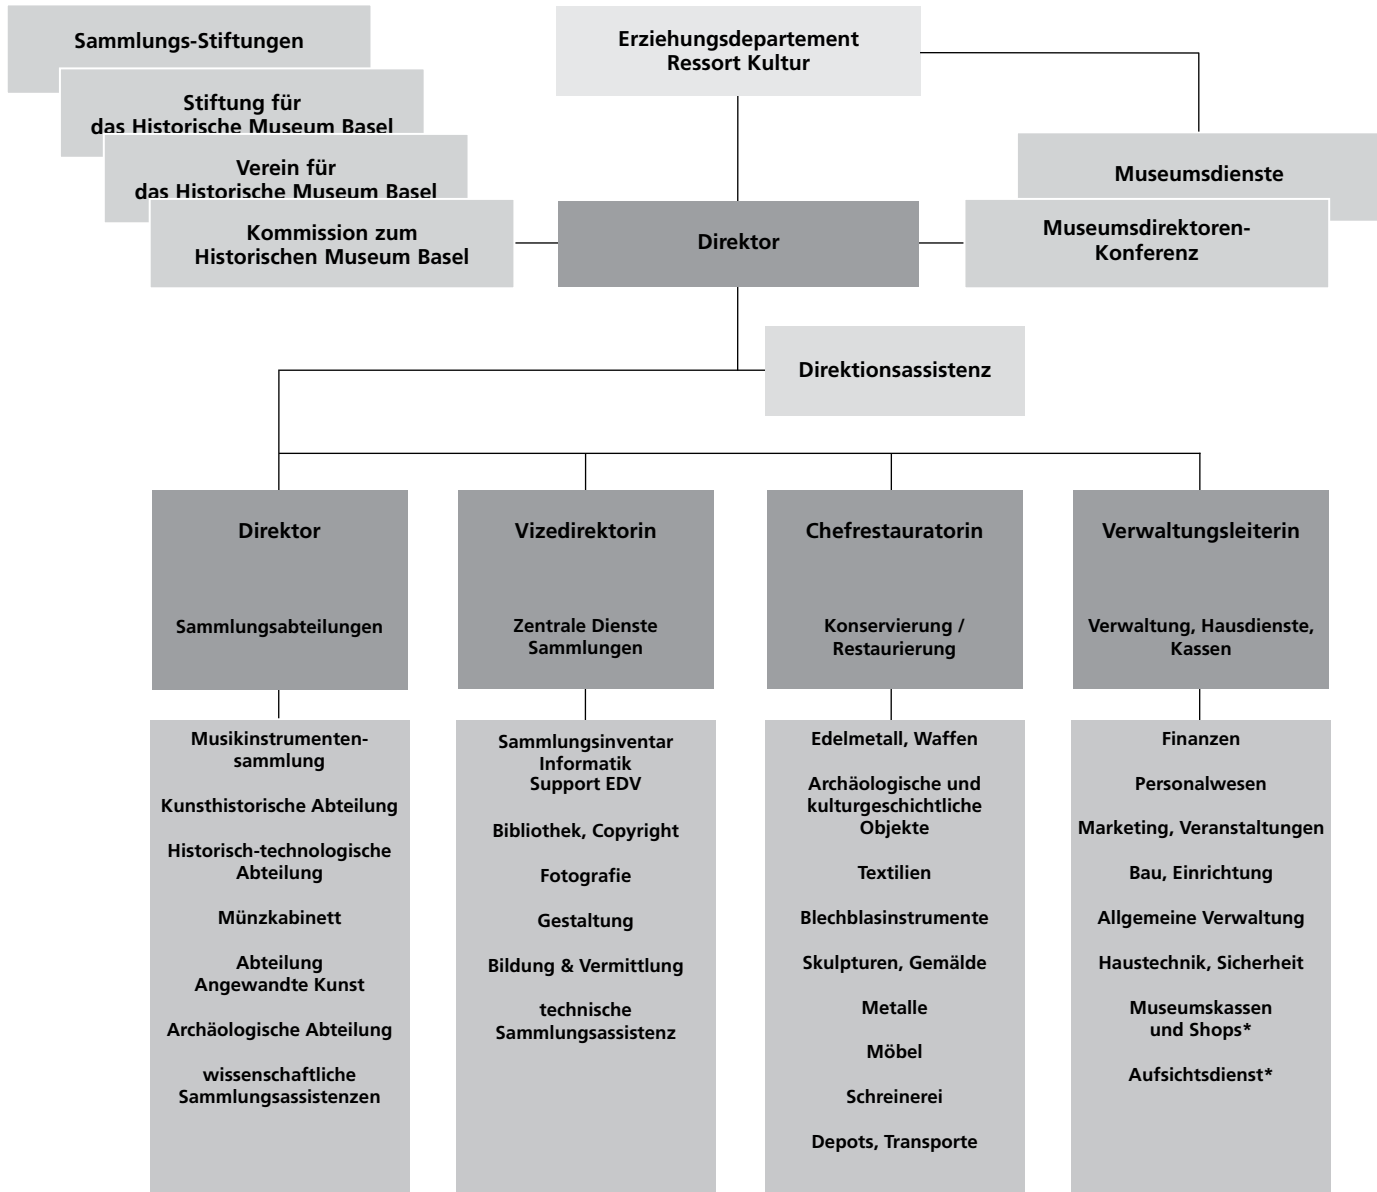 Sammlungs-Stiftungen
Stiftung für
das Historische Museum Basel
Verein für
das Historische Museum Basel
Kommission zum
Historischen Museum Basel
Erziehungsdepartement
Ressort Kultur
Direktor
Museumsdienste
Museumsdirektoren-
Konferenz
Direktionsassistenz
Direktor
Sammlungsabteilungen
Musikinstrumenten-
sammlung
Kunsthistorische Abteilung
Historisch-technologische
Abteilung
Münzkabinett
Abteilung
Angewandte Kunst
Archäologische Abteilung
wissenschaftliche
Sammlungsassistenzen
Vizedirektorin
Zentrale Dienste
Sammlungen
Sammlungsinventar
Informatik
Support EDV
Bibliothek, Copyright
Fotografie
Gestaltung
Bildung & Vermittlung
technische
Sammlungsassistenz
Chefrestauratorin
Konservierung /
Restaurierung
Edelmetall, Waffen
Archäologische und
kulturgeschichtliche
Objekte
Textilien
Blechblasinstrumente
Skulpturen, Gemälde
Metalle
Möbel
Schreinerei
Depots, Transporte
Verwaltungsleiterin
Verwaltung, Hausdienste,
Kassen
Finanzen
Personalwesen
Marketing, Veranstaltungen
Bau, Einrichtung
Allgemeine Verwaltung
Haustechnik, Sicherheit
Museumskassen
und Shops*
Aufsichtsdienst*